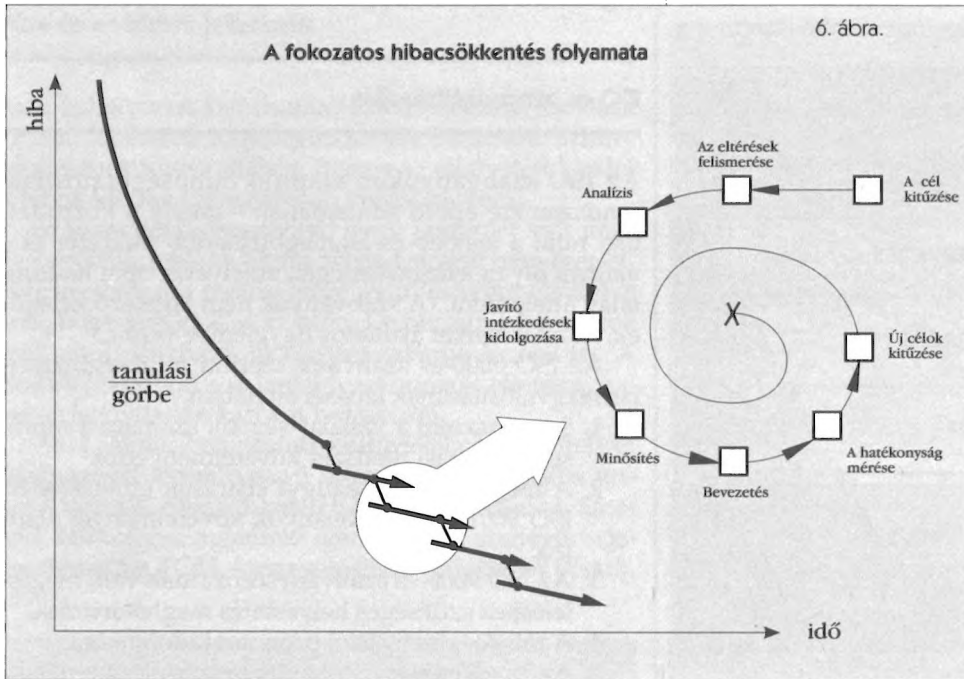 6. ábra.
A fokozatos hibacsökkentés folyamata
hiba
Az eltérések
felismerése
A cél
kitűzése
Analízis
Javító
intézkedések
kidolgozása
Új célok
kitűzése
tanulási
görbe
Minősítés
A hatékonyság
mérése
Bevezetés
idő